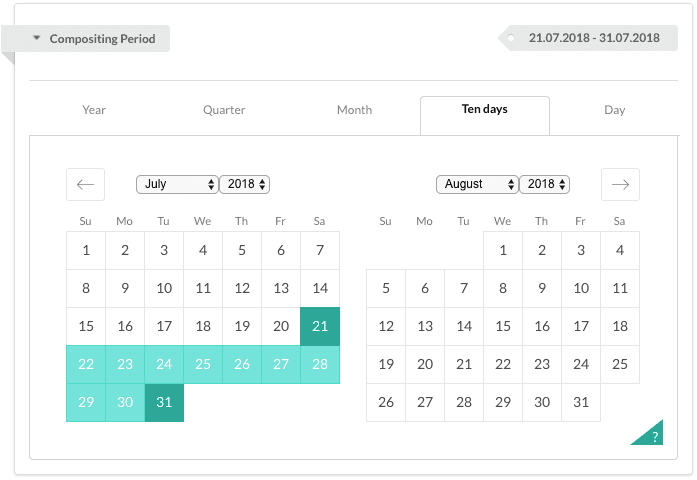 Compositing Period 21.07.2018 - 31.07.2018
Year Quarter Month Ten days Day
July 2018 August 2018
Su Mo Tu We Th Fr Sa Su Mo Tu We Th Fr Sa
1 2 3 4 5 6 7 1 2 3 4
8 9 10 11 12 13 14 5 6 7 8 9 10 11
15 16 17 18 19 20 21 12 13 14 15 16 17 18
22 23 24 25 26 27 28 19 20 21 22 23 24 25
29 30 31 26 27 28 29 30 31
?